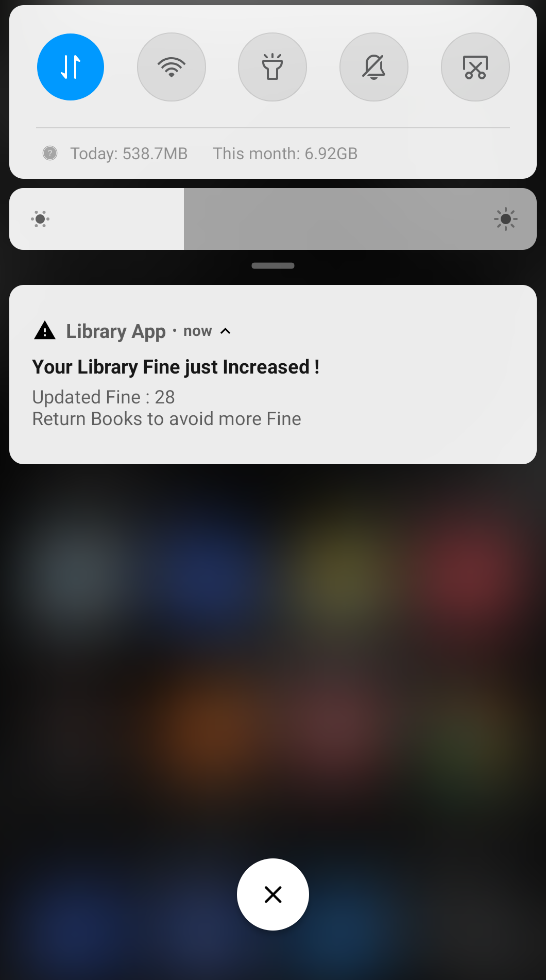 Today: 538.7MB This month: 6.92GB
Library App · now
Your Library Fine just Increased !
Updated Fine : 28
Return Books to avoid more Fine